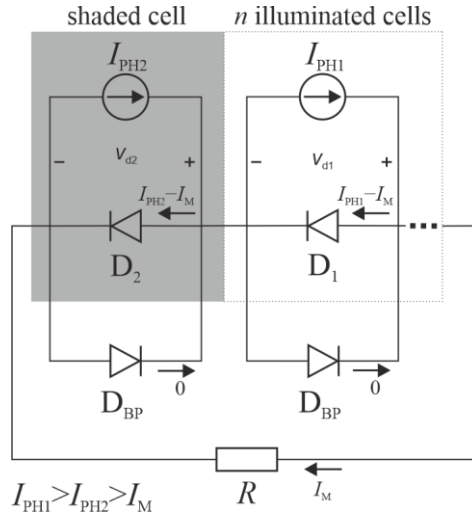 shaded cell n illuminated cells
I_PH2 I_PH1
− V_d2 + − V_d1 +
I_PH2−I_M I_PH1−I_M
D_2 D_1
0 0
D_BP D_BP
I_PH1>I_PH2>I_M R I_M